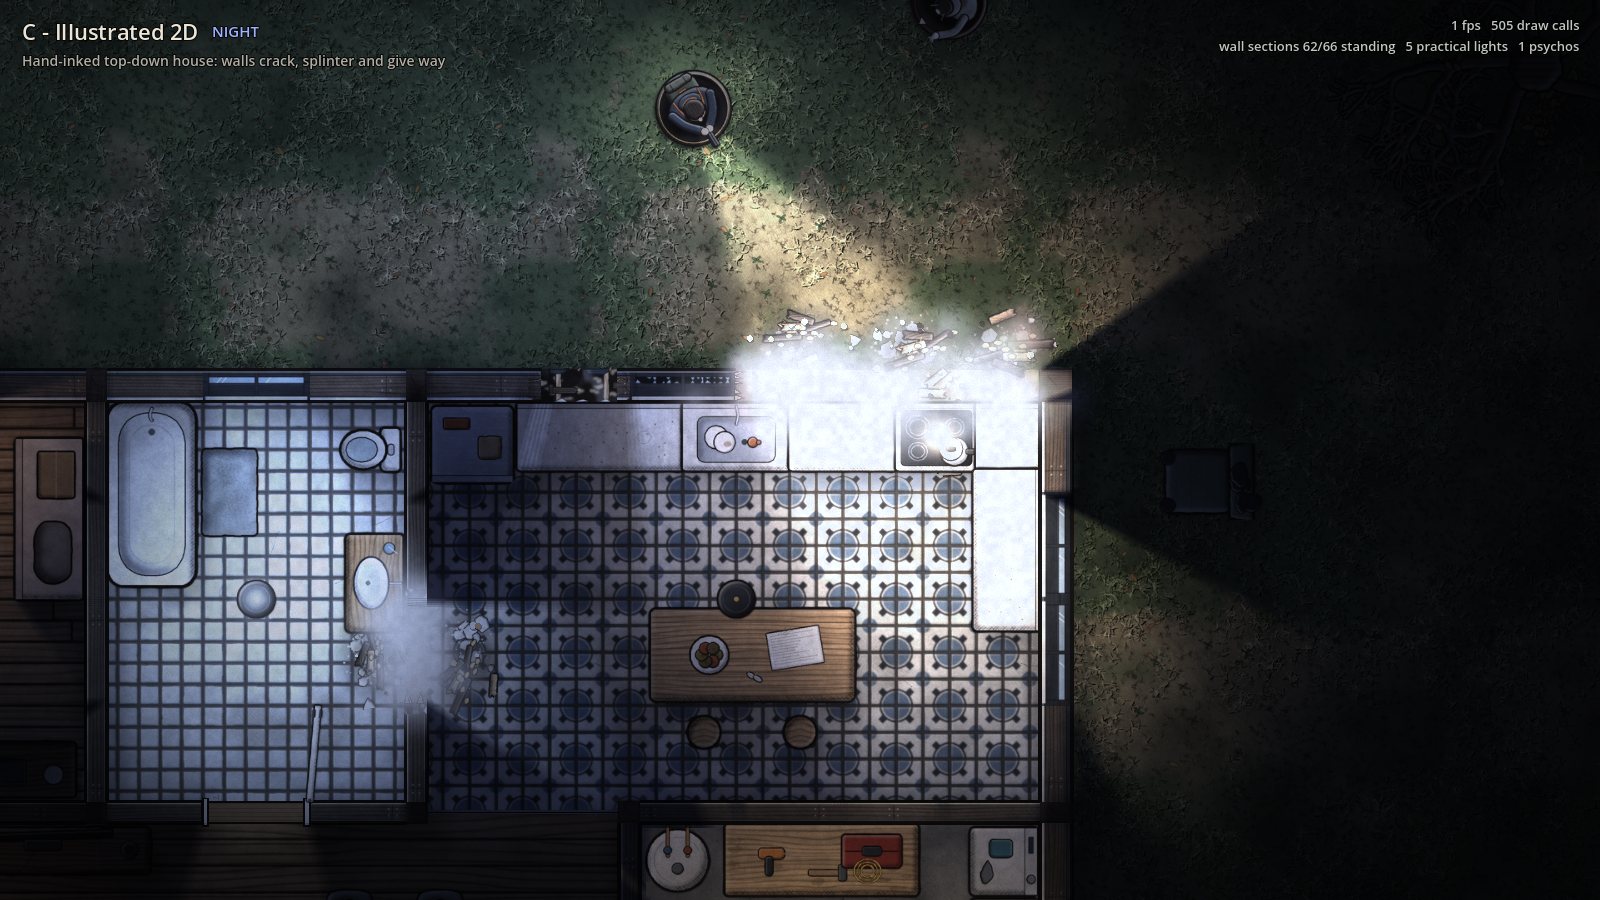 C - Illustrated 2D NIGHT
Hand-inked top-down house: walls crack, splinter and give way
1 fps 505 draw calls
wall sections 62/66 standing 5 practical lights 1 psychos